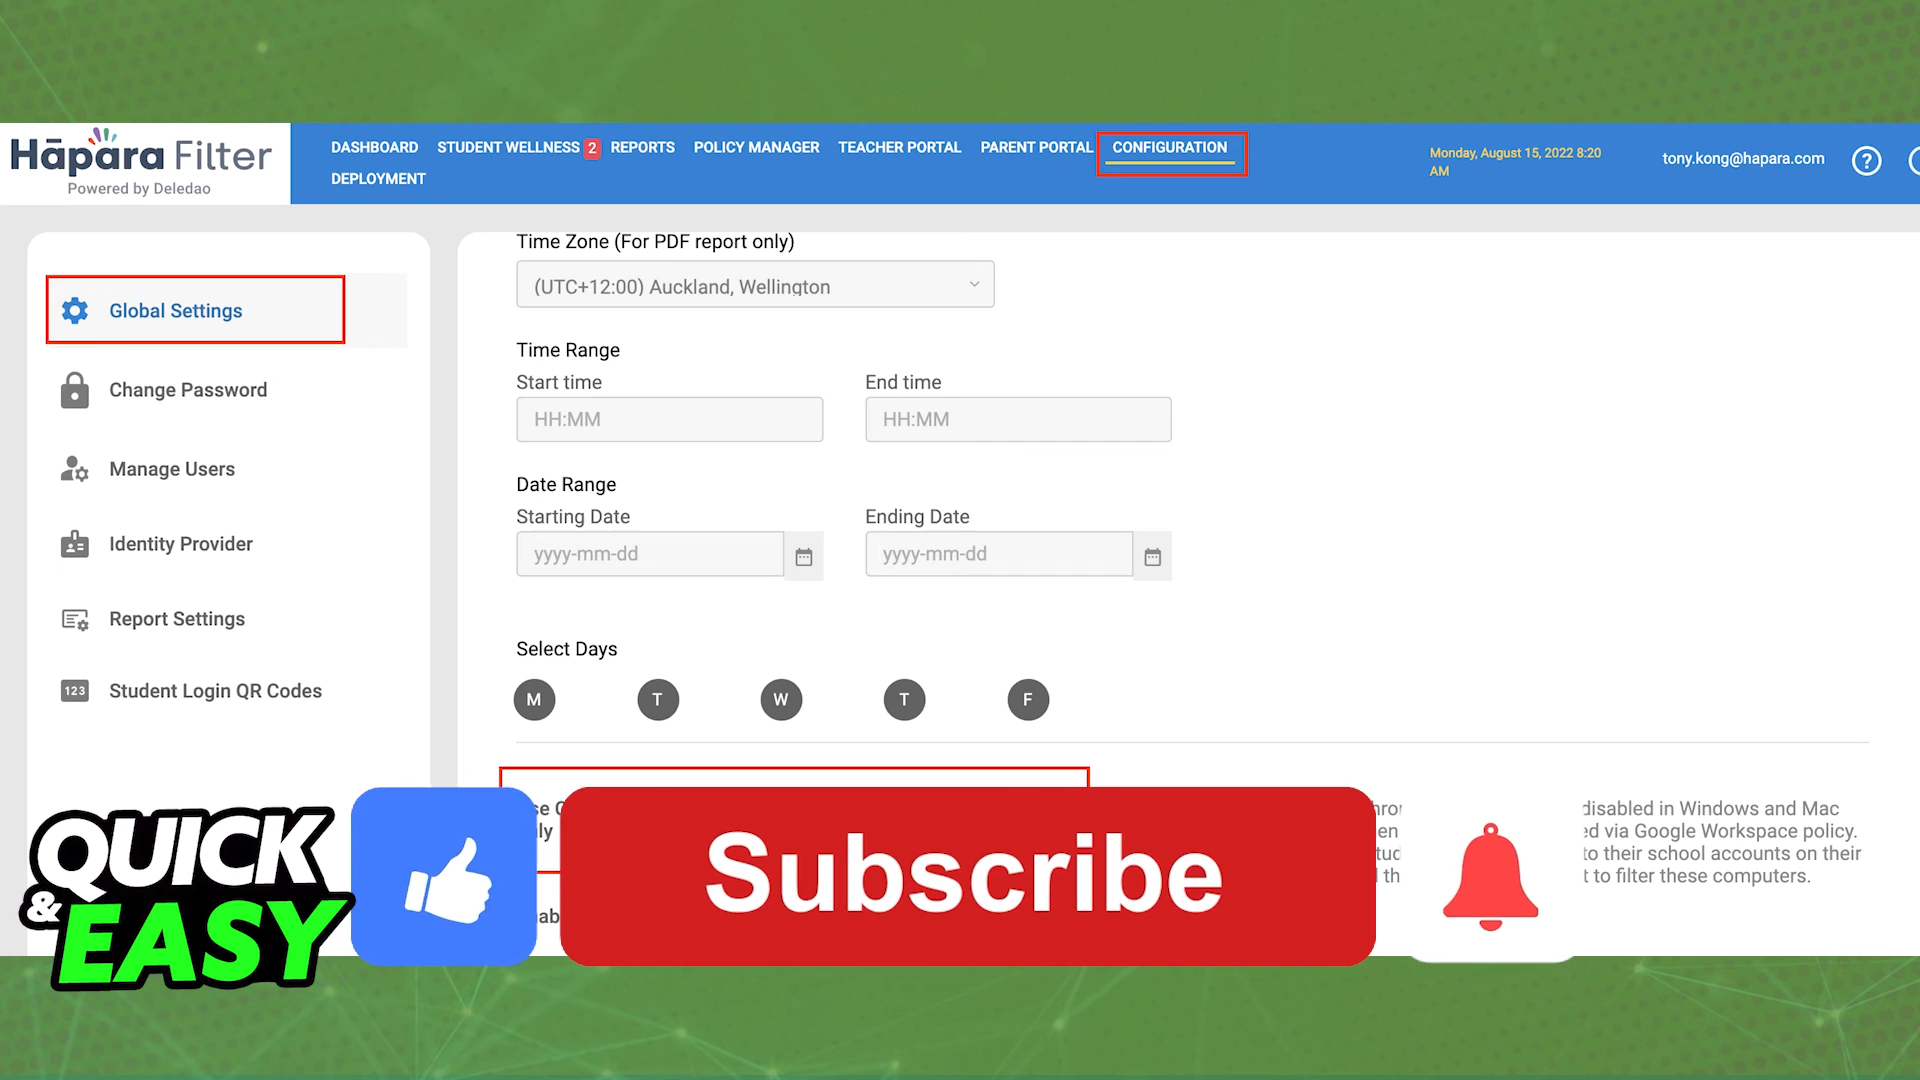 Hāpara Filter
Powered by Deledao
DASHBOARD STUDENT WELLNESS 2 REPORTS POLICY MANAGER TEACHER PORTAL PARENT PORTAL CONFIGURATION
DEPLOYMENT
Monday, August 15, 2022 8:20
AM
tony.kong@hapara.com
?
Global Settings
Change Password
Manage Users
Identity Provider
Report Settings
123 Student Login QR Codes
Time Zone (For PDF report only)
(UTC+12:00) Auckland, Wellington
Time Range
Start time End time
HH:MM HH:MM
Date Range
Starting Date Ending Date
yyyy-mm-dd yyyy-mm-dd
Select Days
M T W T F
disabled in Windows and Mac
via Google Workspace policy.
to their school accounts on their
to filter these computers.
QUICK
& EASY
Subscribe